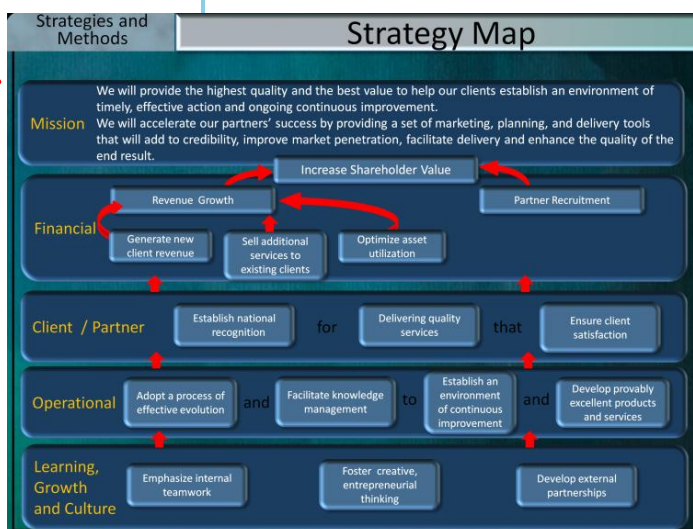 Strategies and
Methods
Strategy Map
Mission
We will provide the highest quality and the best value to help our clients establish an environment of
timely, effective action and ongoing continuous improvement.
We will accelerate our partners' success by providing a set of marketing, planning, and delivery tools
that will add to credibility, improve market penetration, facilitate delivery and enhance the quality of the
end result.
Increase Shareholder Value
Financial
Revenue Growth
Partner Recruitment
Generate new
client revenue
Sell additional
services to
existing clients
Optimize asset
utilization
Client / Partner
Establish national
recognition
for
Delivering quality
services
that
Ensure client
satisfaction
Operational
Adopt a process of
effective evolution
and
Facilitate knowledge
management
to
Establish an
environment
of continuous
improvement
and
Develop provably
excellent products
and services
Learning,
Growth
and Culture
Emphasize internal
teamwork
Foster creative,
entrepreneurial
thinking
Develop external
partnerships